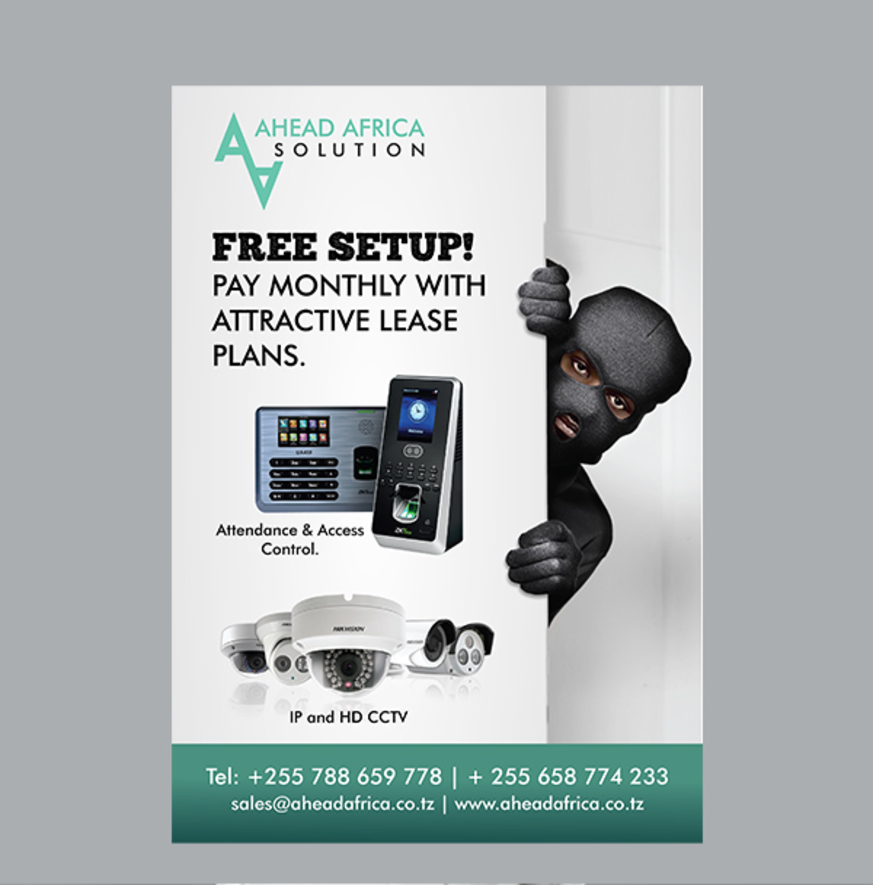 AHEAD AFRICA
SOLUTION
FREE SETUP!
PAY MONTHLY WITH
ATTRACTIVE LEASE
PLANS.
Attendance & Access
Control.
HIKVISION
IP and HD CCTV
Tel: +255 788 659 778 | + 255 658 774 233
sales@aheadafrica.co.tz | www.aheadafrica.co.tz